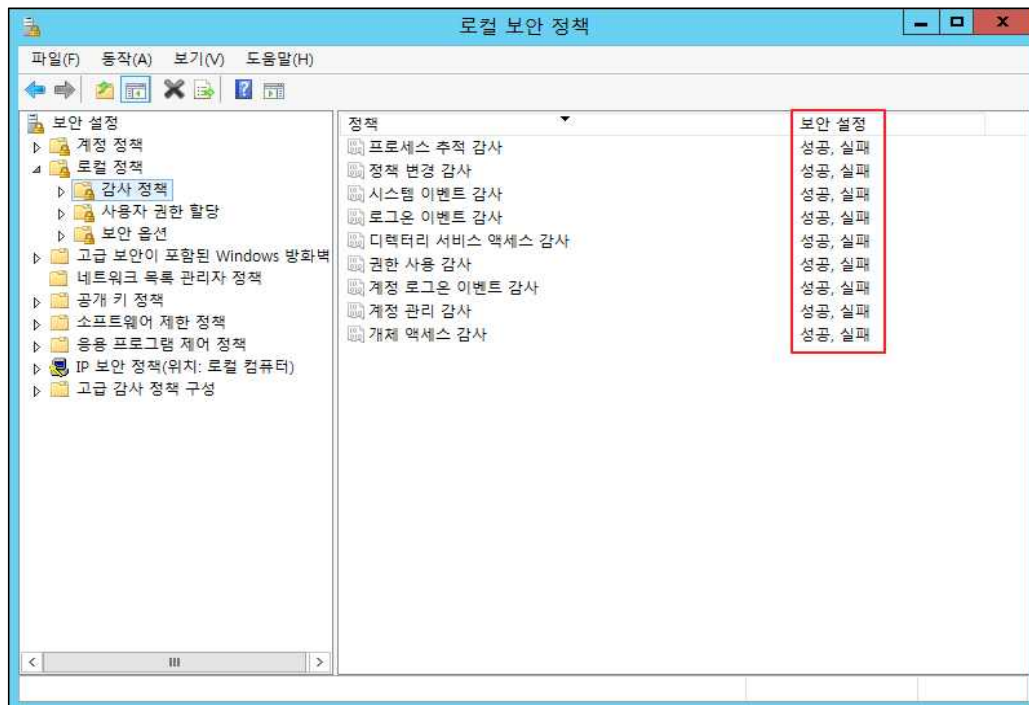 로컬 보안 정책
파일(F) 동작(A) 보기(V) 도움말(H)
보안 설정
계정 정책
로컬 정책
감사 정책
사용자 권한 할당
보안 옵션
고급 보안이 포함된 Windows 방화벽
네트워크 목록 관리자 정책
공개 키 정책
소프트웨어 제한 정책
응용 프로그램 제어 정책
IP 보안 정책(위치: 로컬 컴퓨터)
고급 감사 정책 구성
정책 보안 설정
프로세스 추적 감사 성공, 실패
정책 변경 감사 성공, 실패
시스템 이벤트 감사 성공, 실패
로그온 이벤트 감사 성공, 실패
디렉터리 서비스 액세스 감사 성공, 실패
권한 사용 감사 성공, 실패
계정 로그온 이벤트 감사 성공, 실패
계정 관리 감사 성공, 실패
개체 액세스 감사 성공, 실패